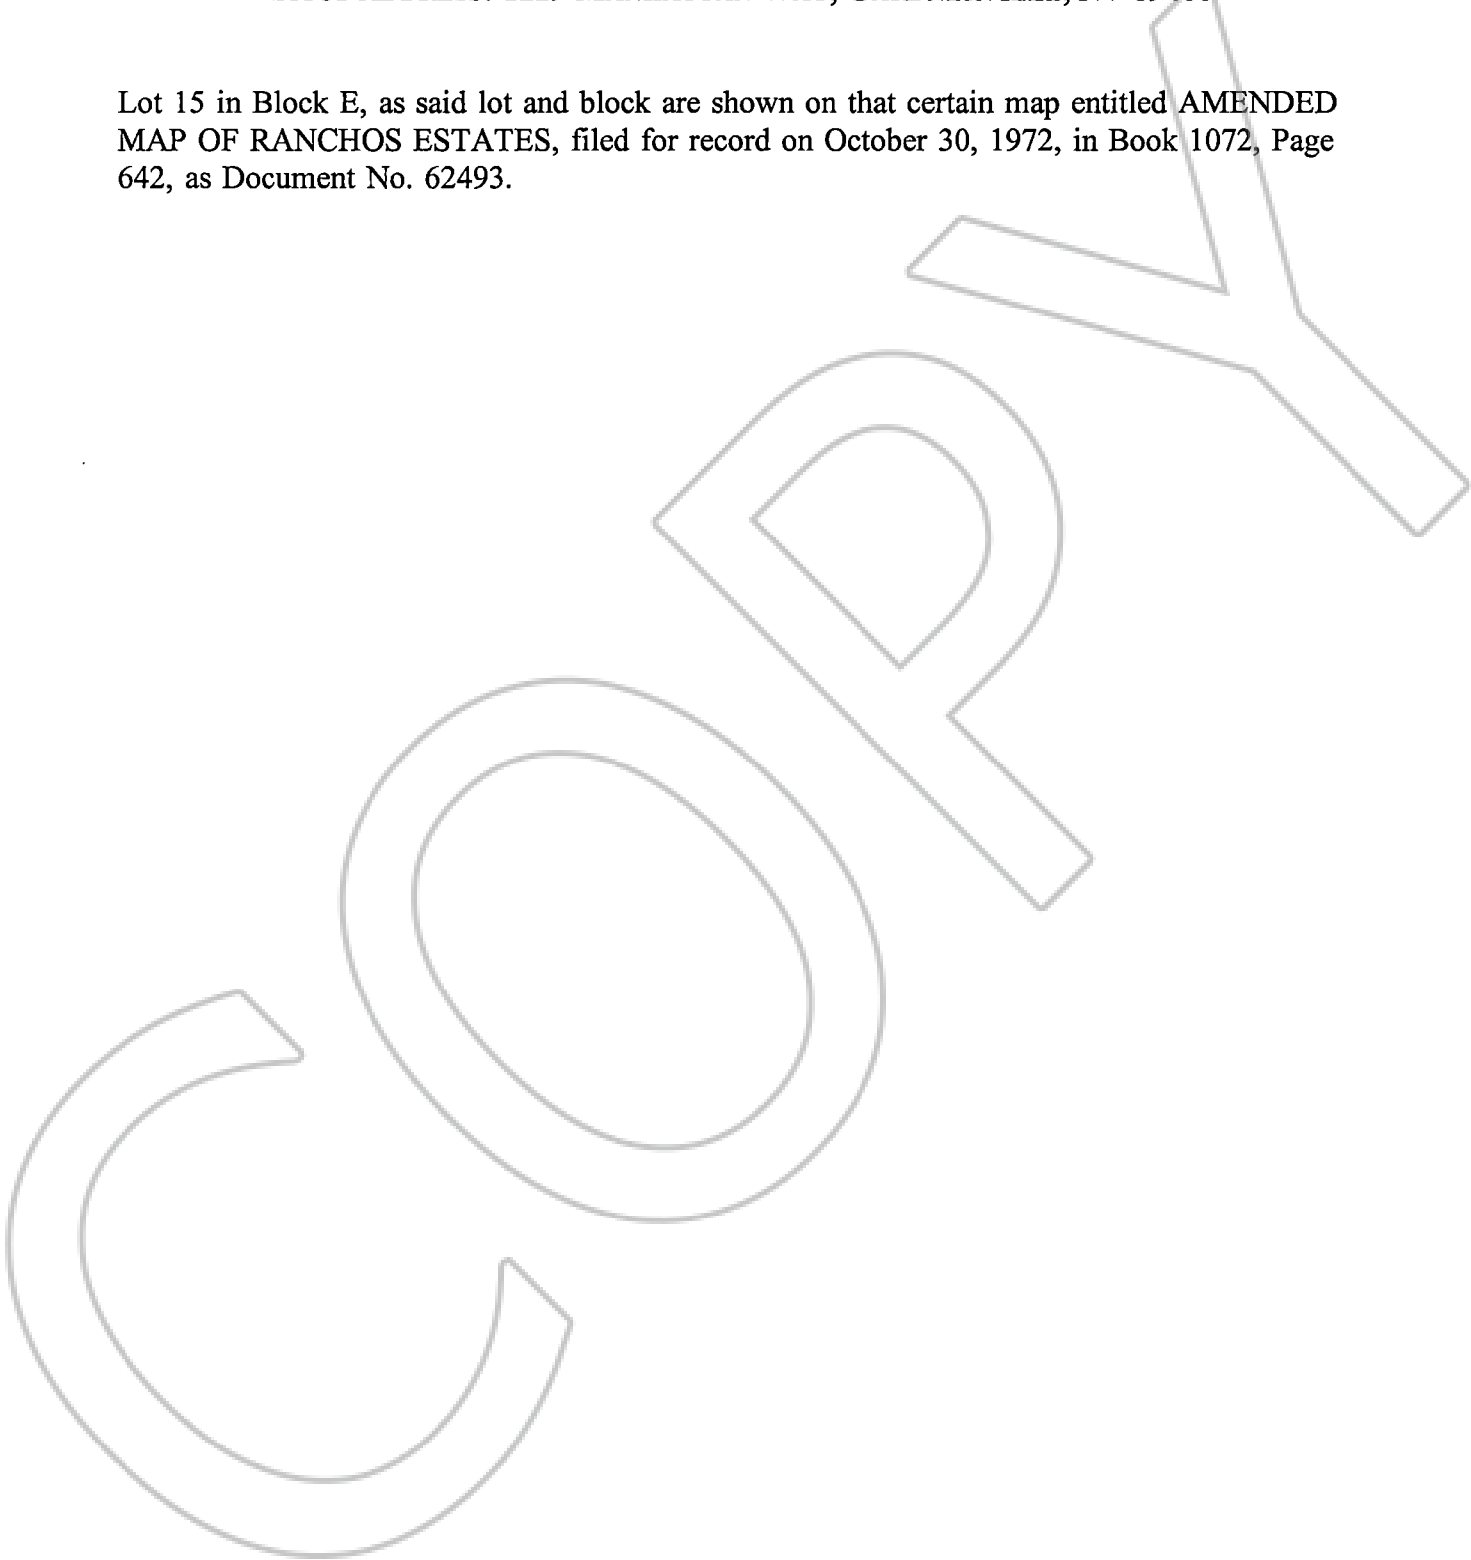 Lot 15 in Block E, as said lot and block are shown on that certain map entitled AMENDED
MAP OF RANCHOS ESTATES, filed for record on October 30, 1972, in Book 1072, Page
642, as Document No. 62493.
COPY